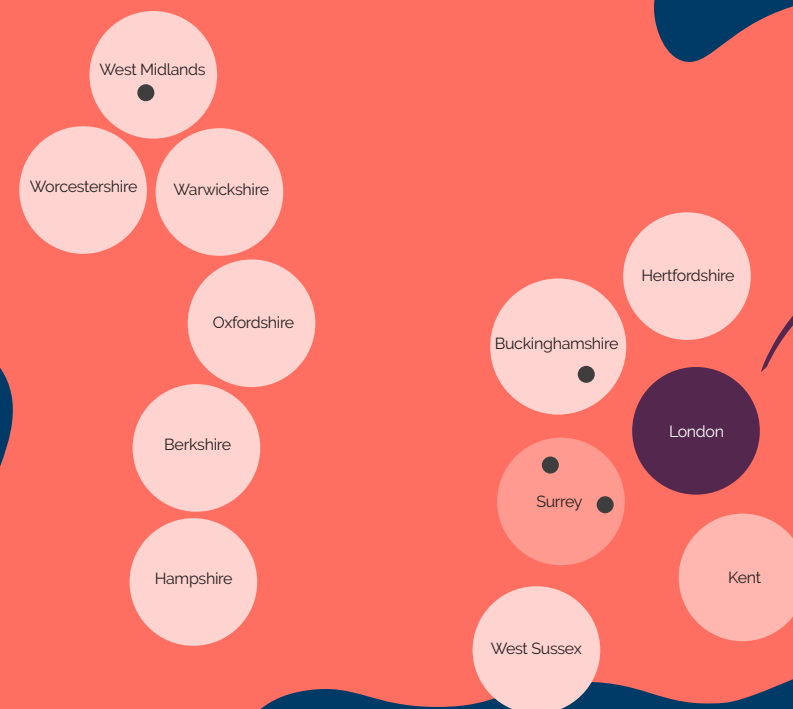 West Midlands
Worcestershire
Warwickshire
Oxfordshire
Berkshire
Hampshire
Hertfordshire
Buckinghamshire
London
Surrey
Kent
West Sussex